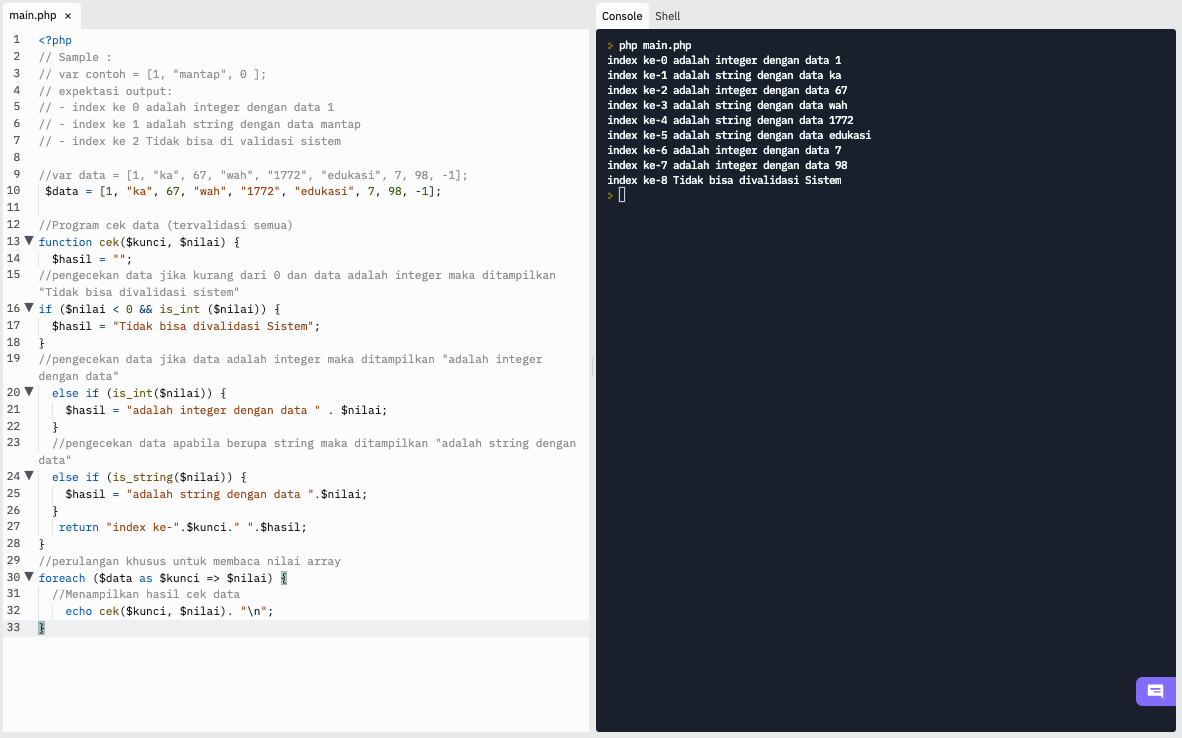 main.php ×
1 <?php
2 // Sample :
3 // var contoh = [1, "mantap", 0 ];
4 // expektasi output:
5 // - index ke 0 adalah integer dengan data 1
6 // - index ke 1 adalah string dengan data mantap
7 // - index ke 2 Tidak bisa di validasi sistem
8
9 //var data = [1, "ka", 67, "wah", "1772", "edukasi", 7, 98, -1];
10 $data = [1, "ka", 67, "wah", "1772", "edukasi", 7, 98, -1];
11
12 //Program cek data (tervalidasi semua)
13 function cek($kunci, $nilai) {
14 $hasil = "";
15 //pengecekan data jika kurang dari 0 dan data adalah integer maka ditampilkan
"Tidak bisa divalidasi sistem"
16 if ($nilai < 0 && is_int ($nilai)) {
17 $hasil = "Tidak bisa divalidasi Sistem";
18 }
19 //pengecekan data jika data adalah integer maka ditampilkan "adalah integer
dengan data"
20 else if (is_int($nilai)) {
21 $hasil = "adalah integer dengan data " . $nilai;
22 }
23 //pengecekan data apabila berupa string maka ditampilkan "adalah string dengan
data"
24 else if (is_string($nilai)) {
25 $hasil = "adalah string dengan data ".$nilai;
26 }
27 return "index ke-".$kunci." ".$hasil;
28 }
29 //perulangan khusus untuk membaca nilai array
30 foreach ($data as $kunci => $nilai) {
31 //Menampilkan hasil cek data
32 echo cek($kunci, $nilai). "\n";
33 }
Console Shell
> php main.php
index ke-0 adalah integer dengan data 1
index ke-1 adalah string dengan data ka
index ke-2 adalah integer dengan data 67
index ke-3 adalah string dengan data wah
index ke-4 adalah string dengan data 1772
index ke-5 adalah string dengan data edukasi
index ke-6 adalah integer dengan data 7
index ke-7 adalah integer dengan data 98
index ke-8 Tidak bisa divalidasi Sistem
>